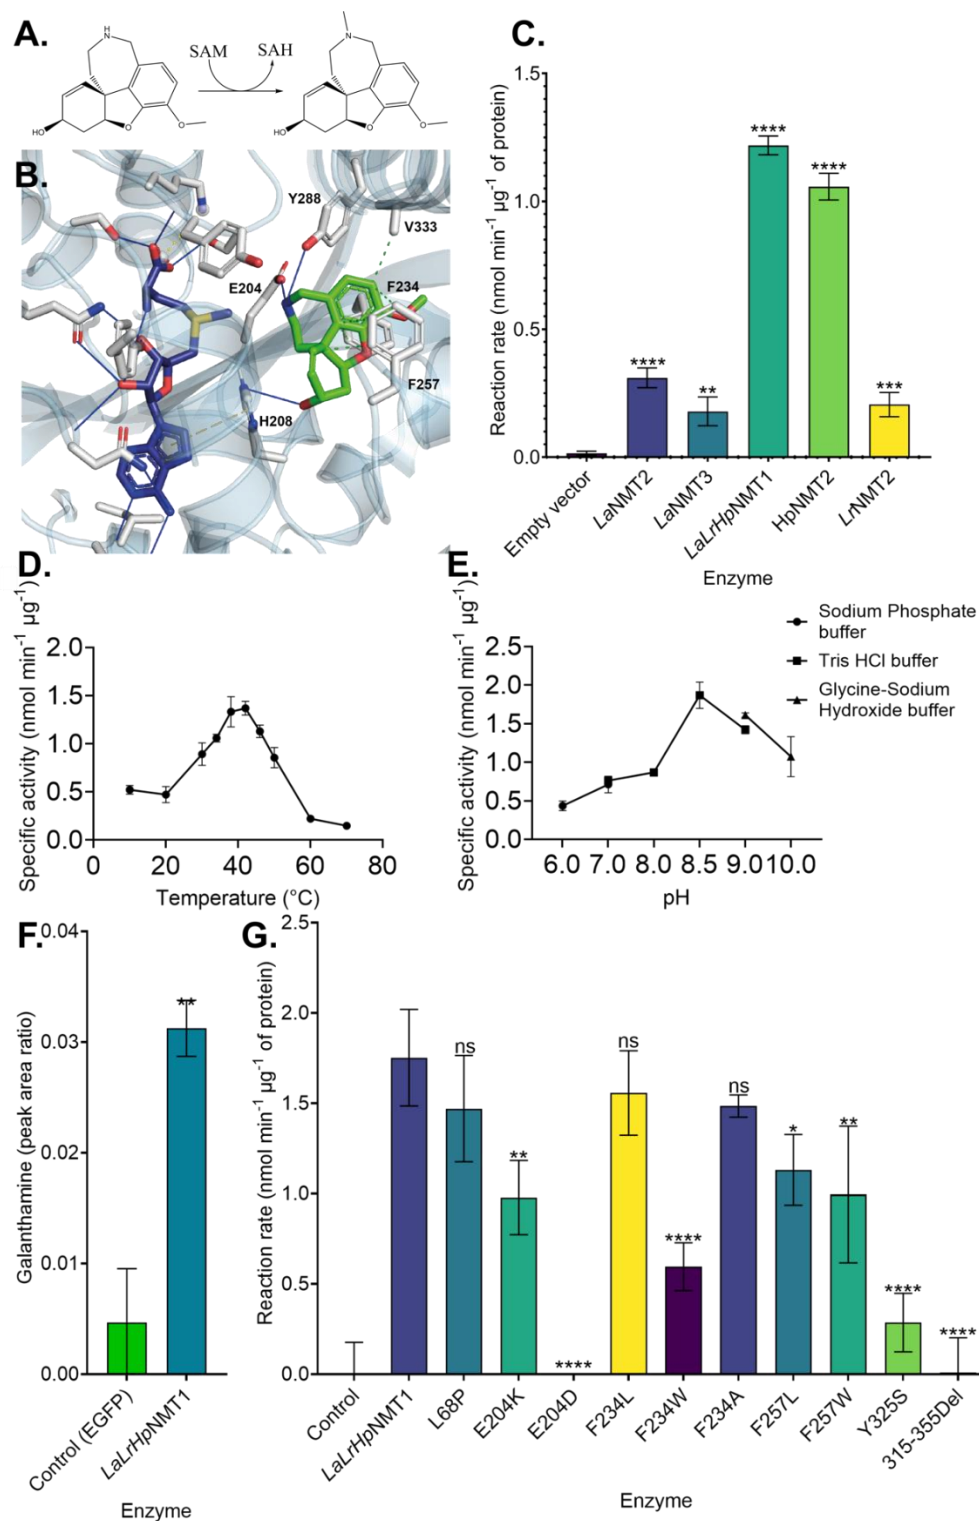 A.
H
N
SAM
SAH
N
HO
O
O
HO
O
O
B.
Y288
V333
E204
F234
F257
H208
C.
Reaction rate (nmol min⁻¹ µg⁻¹ of protein)
1.5
1.0
0.5
0.0
****
**
****
****
***
Empty vector
LaNMT2
LaNMT3
LaLrHpNMT1
HpNMT2
LrNMT2
Enzyme
D.
Specific activity (nmol min⁻¹ µg⁻¹)
2.0
1.5
1.0
0.5
0.0
0
20
40
60
80
Temperature (°C)
E.
Specific activity (nmol min⁻¹ µg⁻¹)
2.5
2.0
1.5
1.0
0.5
0.0
6.0
7.0
8.0
8.5
9.0
10.0
pH
Sodium Phosphate
buffer
Tris HCl buffer
Glycine-Sodium
Hydroxide buffer
F.
Galanthamine (peak area ratio)
0.04
0.03
0.02
0.01
0.00
**
Control (EGFP)
LaLrHpNMT1
Enzyme
G.
Reaction rate (nmol min⁻¹ µg⁻¹ of protein)
2.5
2.0
1.5
1.0
0.5
0.0
ns
**
****
ns
****
ns
*
**
****
****
Control
LaLrHpNMT1
L68P
E204K
E204D
F234L
F234W
F234A
F257L
F257W
Y325S
315-355Del
Enzyme